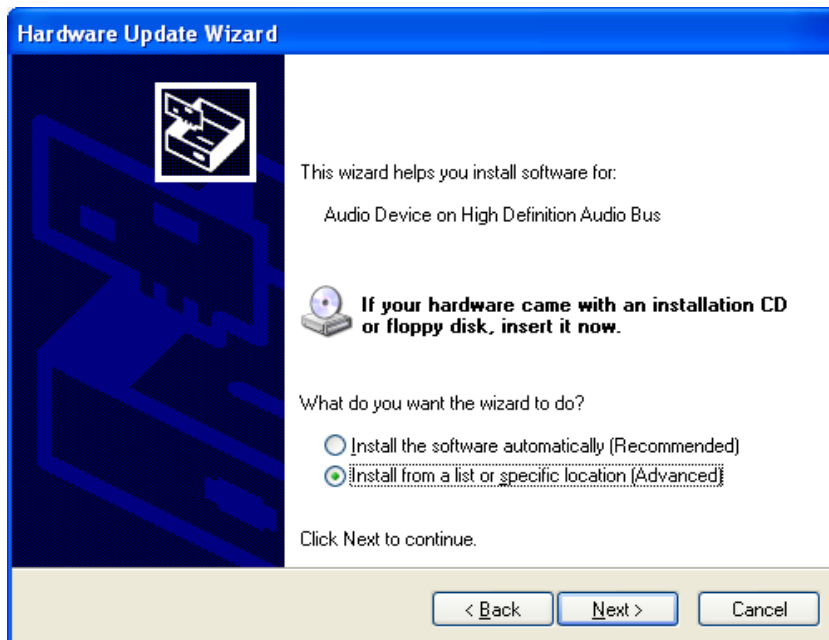 Hardware Update Wizard
This wizard helps you install software for:
Audio Device on High Definition Audio Bus
If your hardware came with an installation CD
or floppy disk, insert it now.
What do you want the wizard to do?
Install the software automatically (Recommended)
Install from a list or specific location (Advanced)
Click Next to continue.
< Back
Next >
Cancel